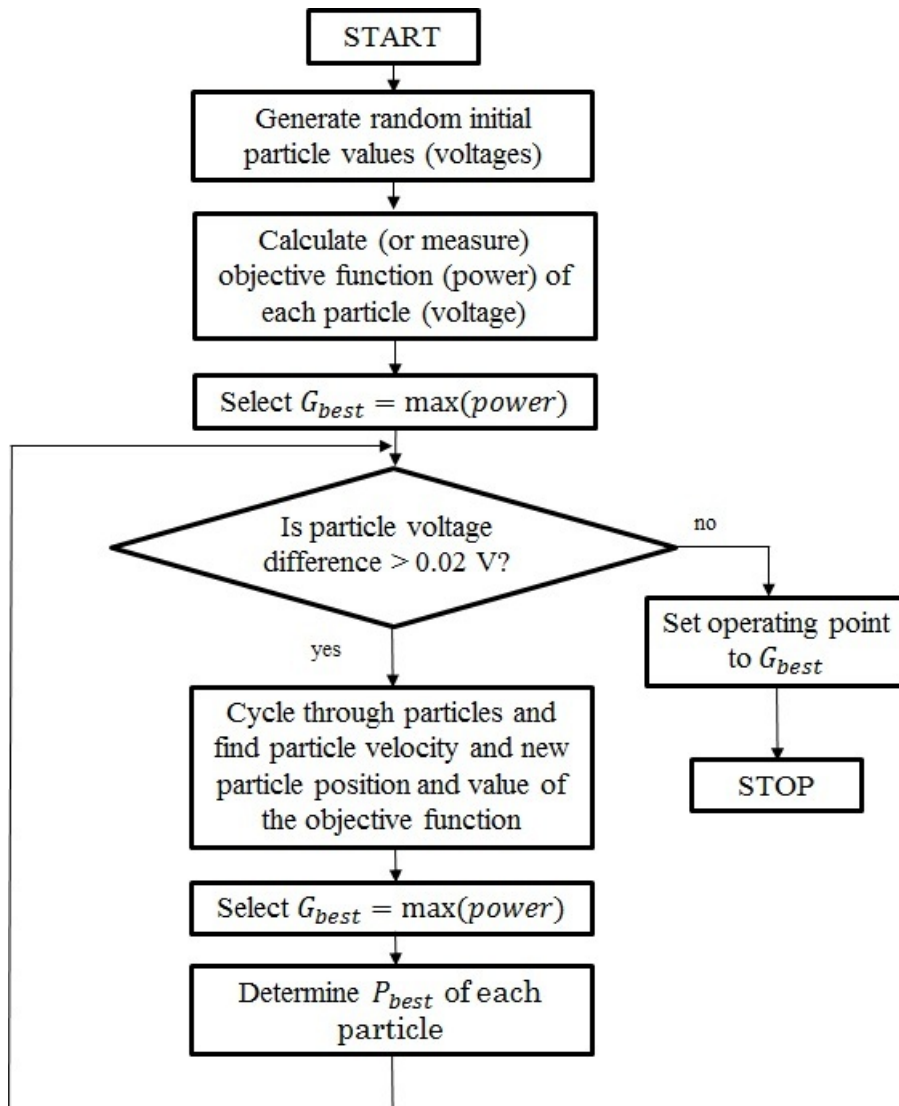 START
Generate random initial
particle values (voltages)
Calculate (or measure)
objective function (power) of
each particle (voltage)
Select G_best = max(power)
Is particle voltage
difference > 0.02 V?
no
Set operating point
to G_best
yes
Cycle through particles and
find particle velocity and new
particle position and value of
the objective function
STOP
Select G_best = max(power)
Determine P_best of each
particle